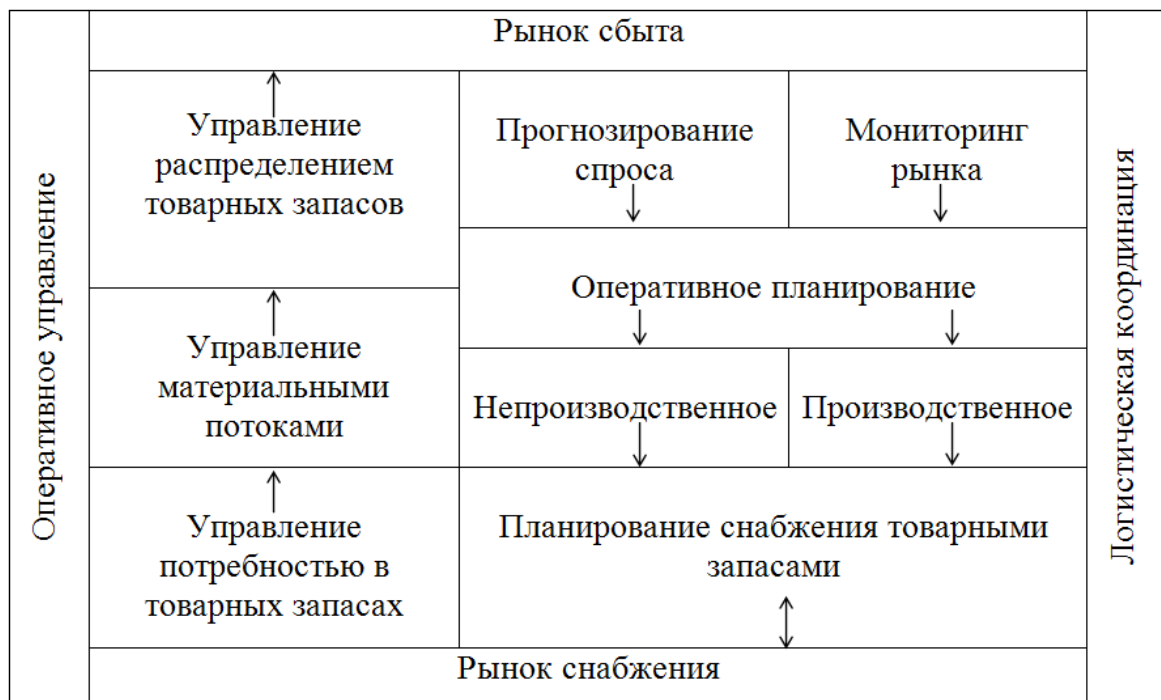 Рынок сбыта
Оперативное управление
Управление
распределением
товарных запасов
Прогнозирование
спроса
Мониторинг
рынка
Логистическая координация
Оперативное планирование
Управление
материальными
потоками
Непроизводственное
Производственное
Управление
потребностью в
товарных запасах
Планирование снабжения товарными
запасами
Рынок снабжения